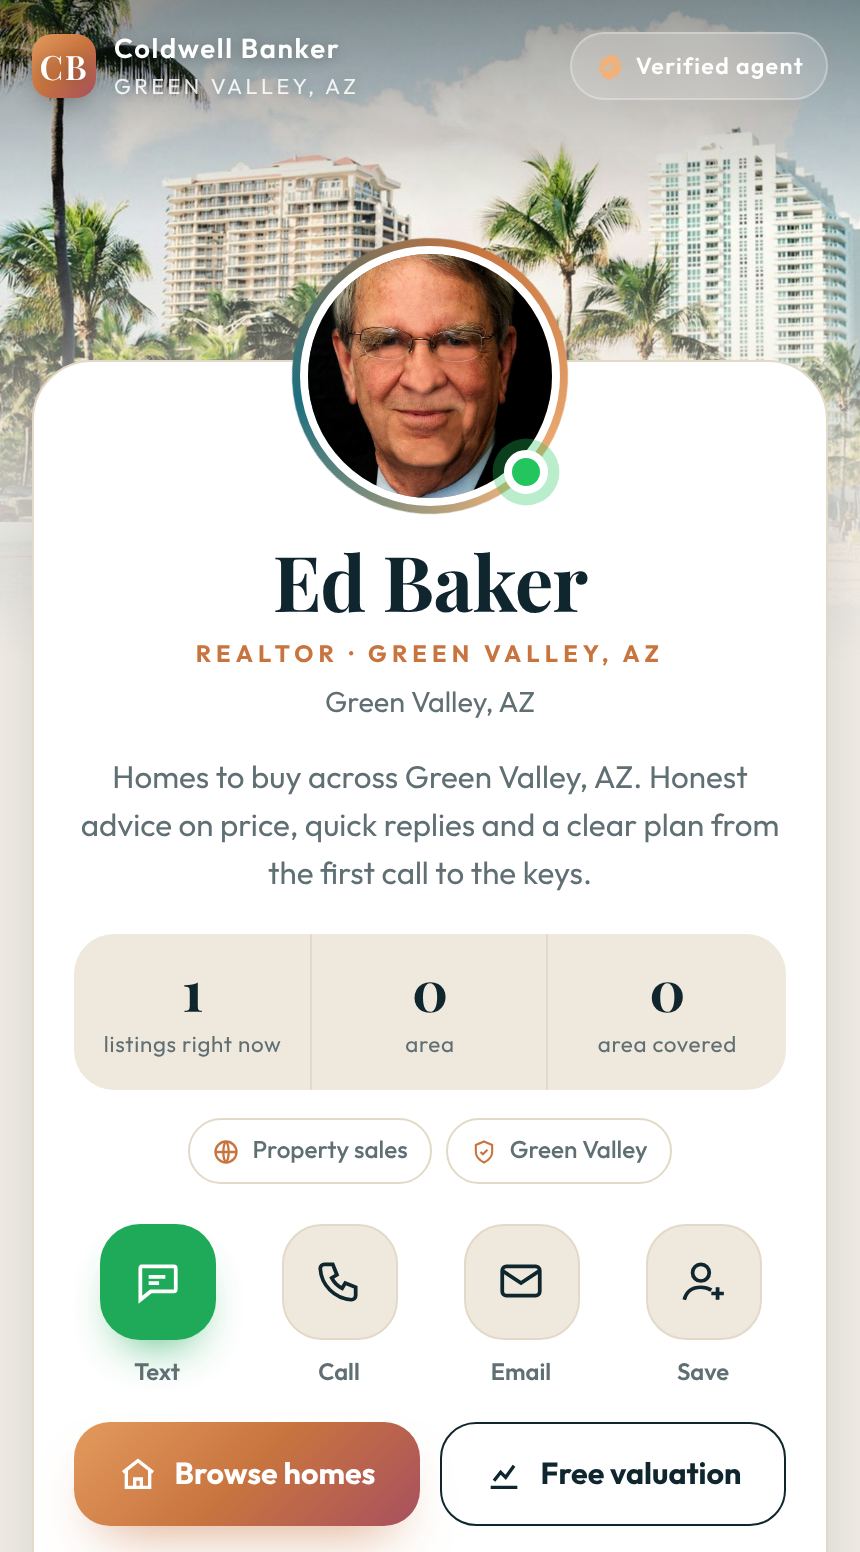 CB
Coldwell Banker
GREEN VALLEY, AZ
Verified agent
Ed Baker
REALTOR · GREEN VALLEY, AZ
Green Valley, AZ
Homes to buy across Green Valley, AZ. Honest
advice on price, quick replies and a clear plan from
the first call to the keys.
1
listings right now
0
area
0
area covered
Property sales
Green Valley
Text
Call
Email
Save
Browse homes
Free valuation